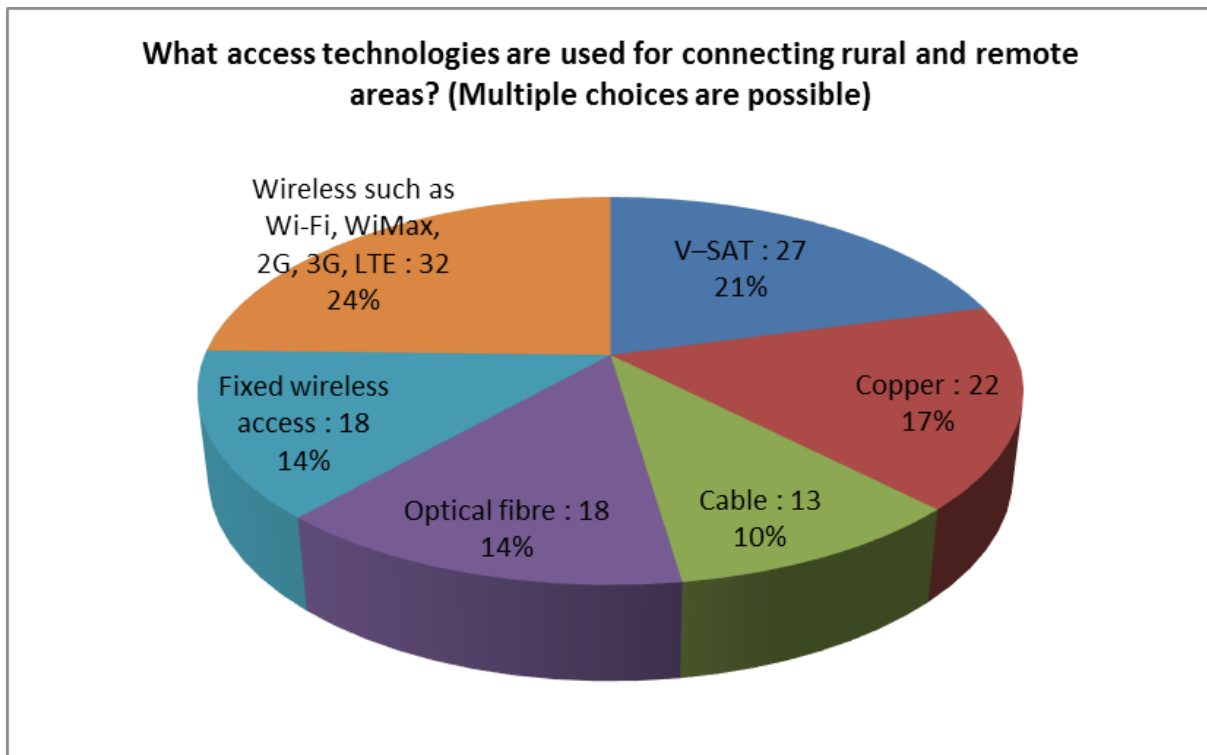 What access technologies are used for connecting rural and remote
areas? (Multiple choices are possible)
Wireless such as
Wi-Fi, WiMax,
2G, 3G, LTE : 32
24%
V–SAT : 27
21%
Copper : 22
17%
Cable : 13
10%
Optical fibre : 18
14%
Fixed wireless
access : 18
14%